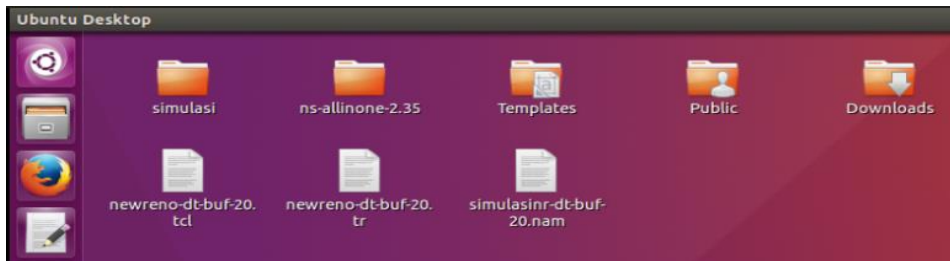 Ubuntu Desktop
simulasi
ns-allinone-2.35
Templates
Public
Downloads
newreno-dt-buf-20.
tcl
newreno-dt-buf-20.
tr
simulasinr-dt-buf-
20.nam